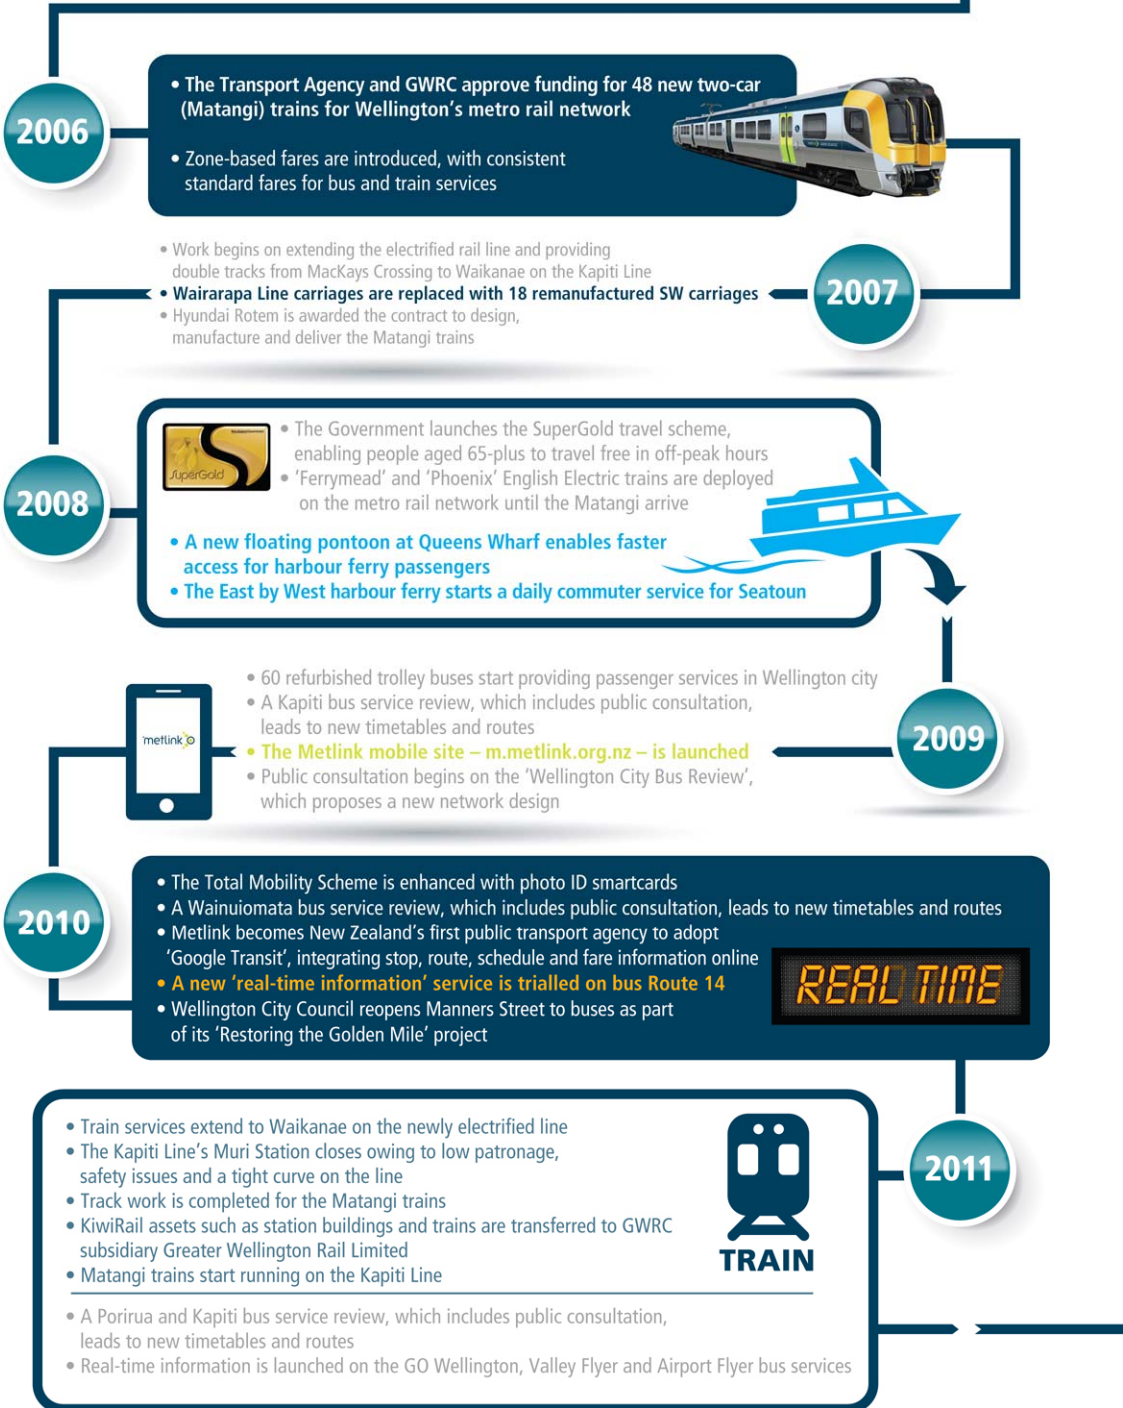 2006
• The Transport Agency and GWRC approve funding for 48 new two-car
(Matangi) trains for Wellington's metro rail network
• Zone-based fares are introduced, with consistent
standard fares for bus and train services
2007
• Work begins on extending the electrified rail line and providing
double tracks from MacKays Crossing to Waikanae on the Kapiti Line
• Wairarapa Line carriages are replaced with 18 remanufactured SW carriages
• Hyundai Rotem is awarded the contract to design,
manufacture and deliver the Matangi trains
2008
SuperGold
• The Government launches the SuperGold travel scheme,
enabling people aged 65-plus to travel free in off-peak hours
• 'Ferrymead' and 'Phoenix' English Electric trains are deployed
on the metro rail network until the Matangi arrive
• A new floating pontoon at Queens Wharf enables faster
access for harbour ferry passengers
• The East by West harbour ferry starts a daily commuter service for Seatoun
2009
metlink
• 60 refurbished trolley buses start providing passenger services in Wellington city
• A Kapiti bus service review, which includes public consultation,
leads to new timetables and routes
• The Metlink mobile site – m.metlink.org.nz – is launched
• Public consultation begins on the 'Wellington City Bus Review',
which proposes a new network design
2010
• The Total Mobility Scheme is enhanced with photo ID smartcards
• A Wainuiomata bus service review, which includes public consultation, leads to new timetables and routes
• Metlink becomes New Zealand's first public transport agency to adopt
'Google Transit', integrating stop, route, schedule and fare information online
• A new 'real-time information' service is trialled on bus Route 14
• Wellington City Council reopens Manners Street to buses as part
of its 'Restoring the Golden Mile' project
REAL TIME
2011
• Train services extend to Waikanae on the newly electrified line
• The Kapiti Line's Muri Station closes owing to low patronage,
safety issues and a tight curve on the line
• Track work is completed for the Matangi trains
• KiwiRail assets such as station buildings and trains are transferred to GWRC
subsidiary Greater Wellington Rail Limited
• Matangi trains start running on the Kapiti Line
TRAIN
• A Porirua and Kapiti bus service review, which includes public consultation,
leads to new timetables and routes
• Real-time information is launched on the GO Wellington, Valley Flyer and Airport Flyer bus services